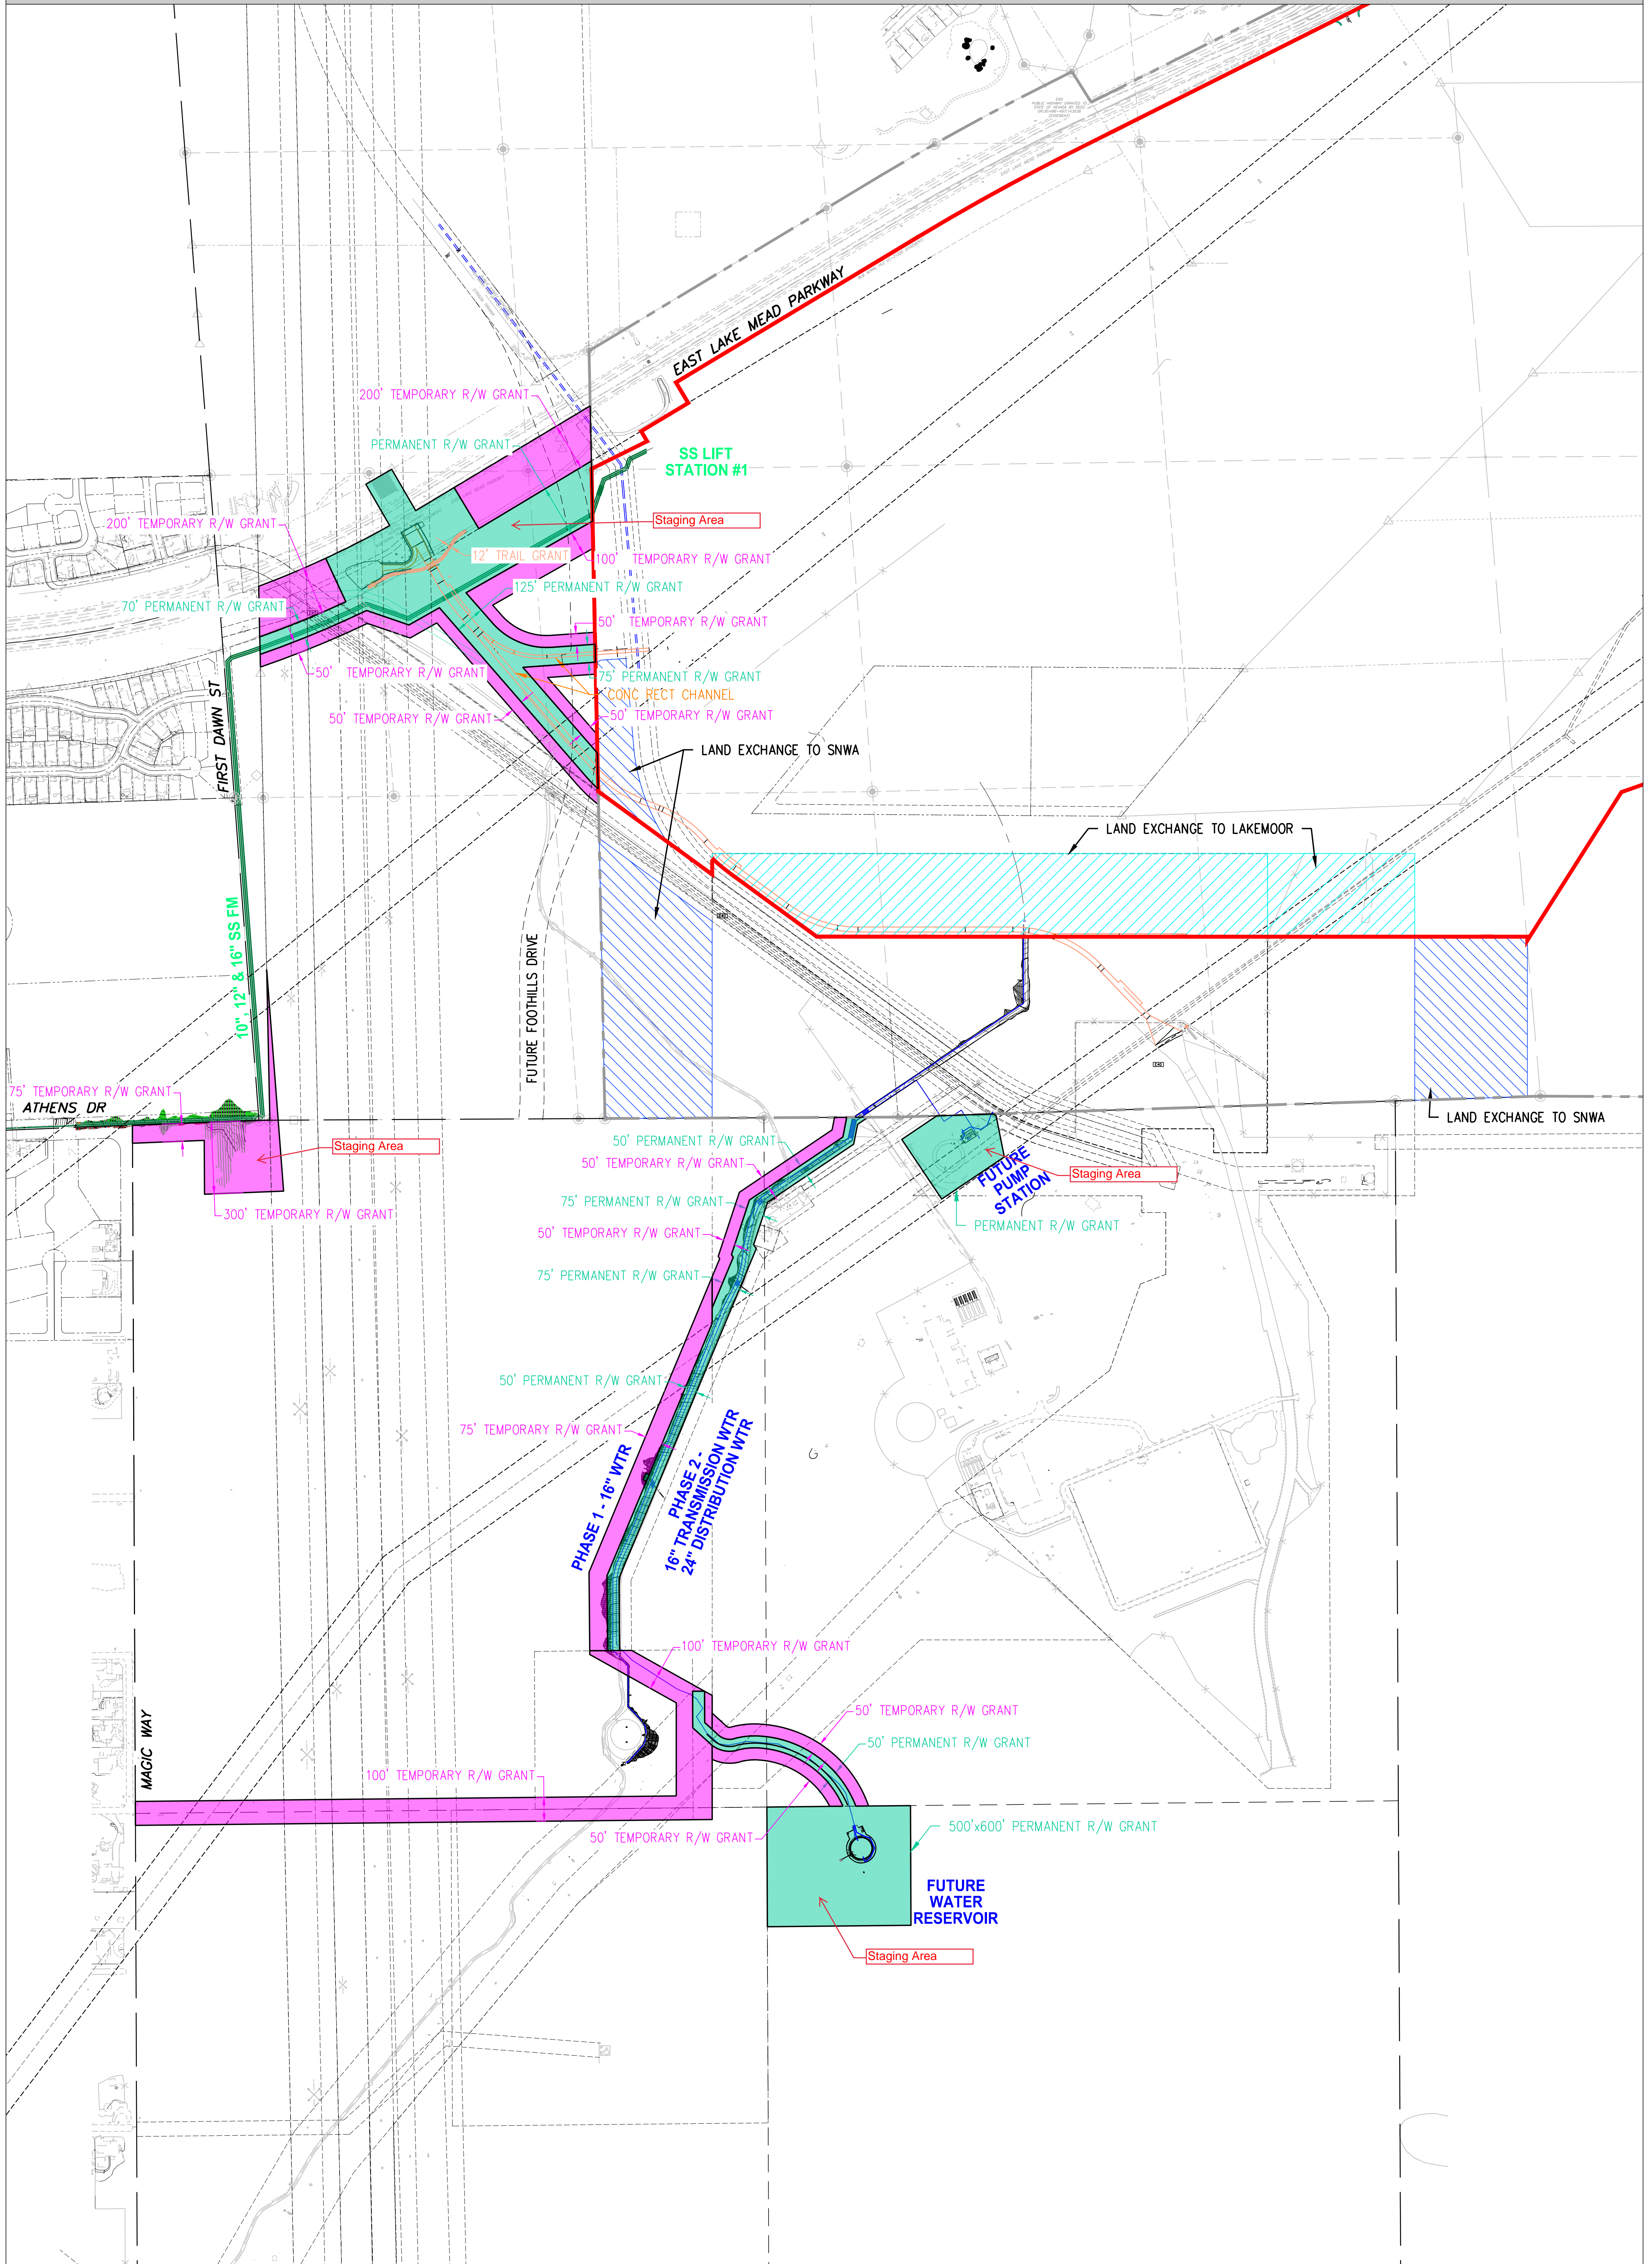 EAST LAKE MEAD PARKWAY
EAST LAKE MEAD PARKWAY
200' TEMPORARY R/W GRANT
PERMANENT R/W GRANT
SS LIFT
STATION #1
Staging Area
200' TEMPORARY R/W GRANT
12' TRAIL GRANT
100' TEMPORARY R/W GRANT
125' PERMANENT R/W GRANT
70' PERMANENT R/W GRANT
50' TEMPORARY R/W GRANT
50' TEMPORARY R/W GRANT
75' PERMANENT R/W GRANT
CONC RECT CHANNEL
50' TEMPORARY R/W GRANT
50' TEMPORARY R/W GRANT
FIRST DAWN ST
LAND EXCHANGE TO SNWA
LAND EXCHANGE TO LAKEMOOR
10", 12" & 16" SS FM
FUTURE FOOTHILLS DRIVE
75' TEMPORARY R/W GRANT
ATHENS DR
LAND EXCHANGE TO SNWA
Staging Area
50' PERMANENT R/W GRANT
50' TEMPORARY R/W GRANT
FUTURE
PUMP
STATION
Staging Area
75' PERMANENT R/W GRANT
300' TEMPORARY R/W GRANT
PERMANENT R/W GRANT
50' TEMPORARY R/W GRANT
75' PERMANENT R/W GRANT
50' PERMANENT R/W GRANT
75' TEMPORARY R/W GRANT
PHASE 1 - 16" WTR
PHASE 2 -
16" TRANSMISSION WTR
24" DISTRIBUTION WTR
100' TEMPORARY R/W GRANT
MAGIC WAY
50' TEMPORARY R/W GRANT
50' PERMANENT R/W GRANT
100' TEMPORARY R/W GRANT
50' TEMPORARY R/W GRANT
500'x600' PERMANENT R/W GRANT
FUTURE
WATER
RESERVOIR
Staging Area